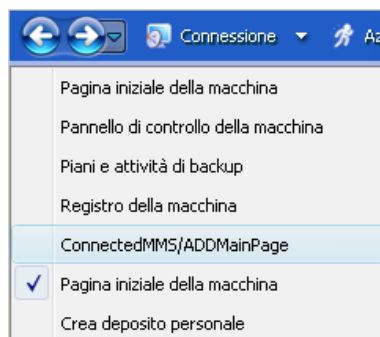 Connessione Az
Pagina iniziale della macchina
Pannello di controllo della macchina
Piani e attività di backup
Registro della macchina
ConnectedMMS/ADDMainPage
Pagina iniziale della macchina
Crea deposito personale